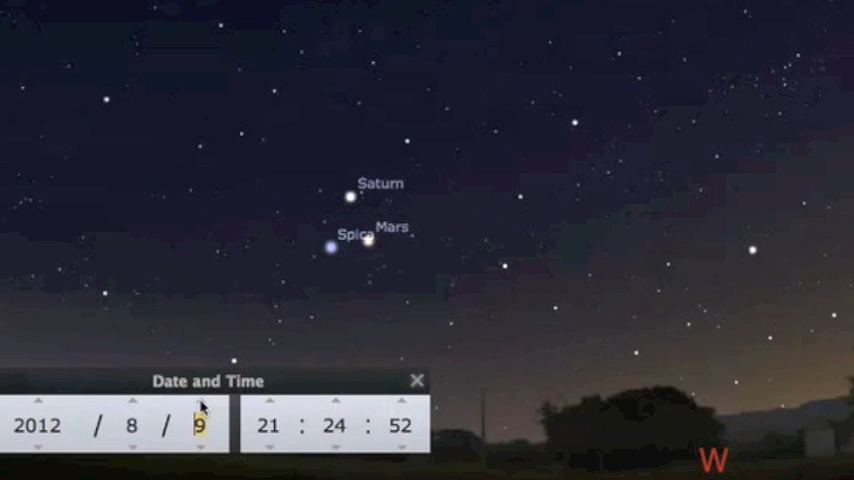 Saturn
Spica Mars
Date and Time
2012 / 8 / 9 21 : 24 : 52
W